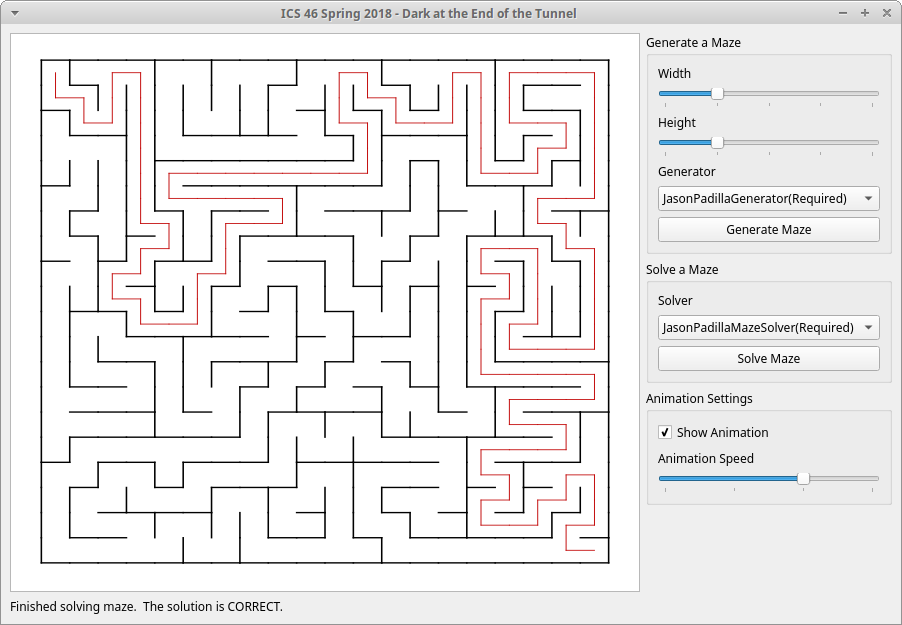 ICS 46 Spring 2018 - Dark at the End of the Tunnel
Generate a Maze
Width
Height
Generator
JasonPadillaGenerator(Required)
Generate Maze
Solve a Maze
Solver
JasonPadillaMazeSolver(Required)
Solve Maze
Animation Settings
Show Animation
Animation Speed
Finished solving maze.  The solution is CORRECT.